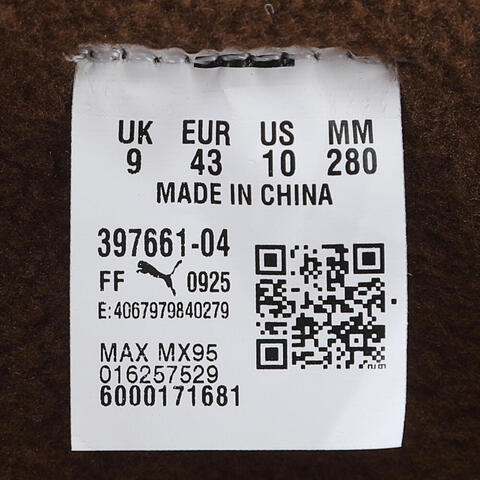 UK EUR US MM
9 43 10 280
MADE IN CHINA
397661-04
FF 0925
E: 4067979840279
MAX MX95
016257529
6000171681